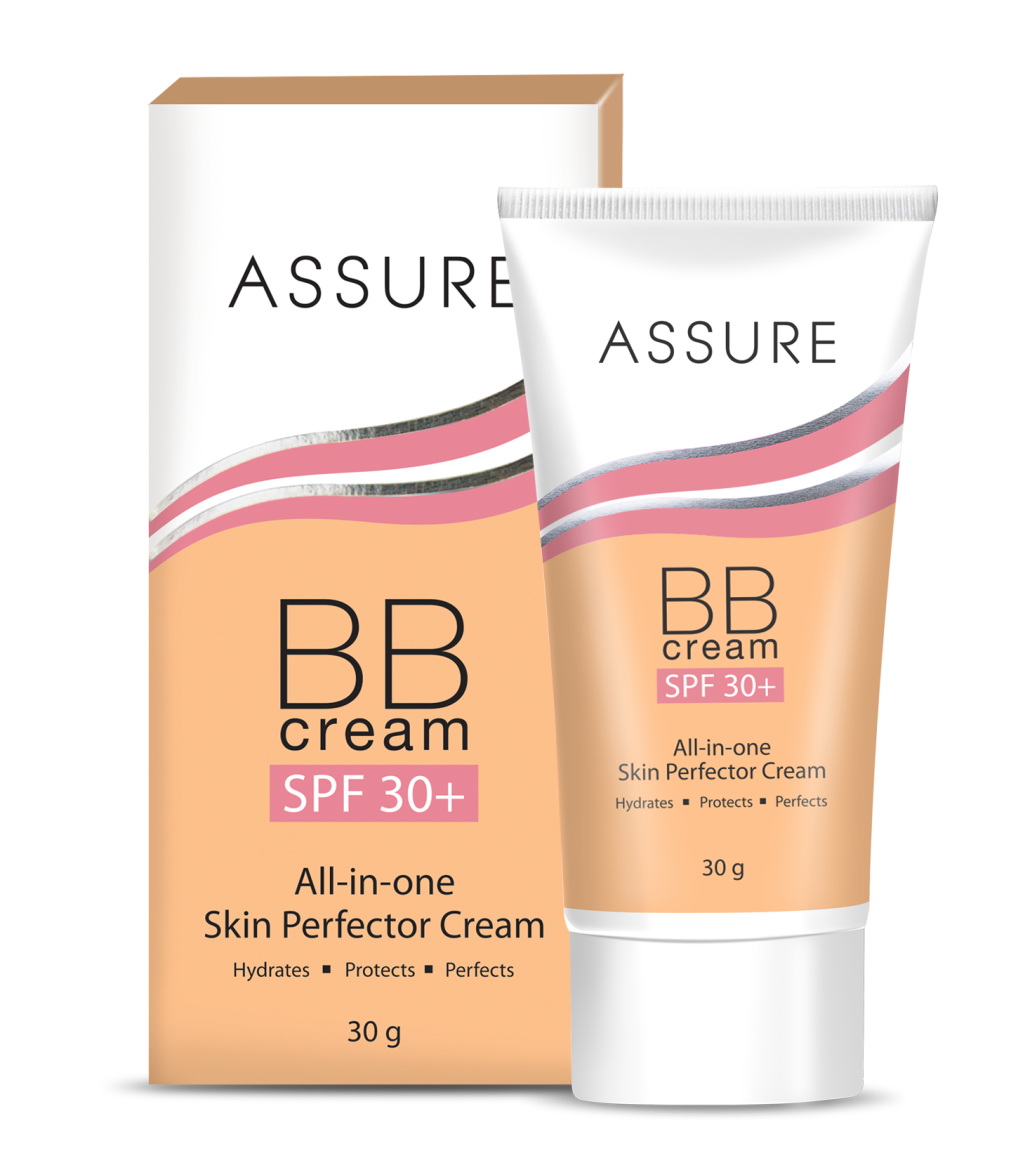 ASSURE
BB
cream
SPF 30+
All-in-one
Skin Perfector Cream
Hydrates ▪ Protects ▪ Perfects
30 g
ASSURE
BB
cream
SPF 30+
All-in-one
Skin Perfector Cream
Hydrates ▪ Protects ▪ Perfects
30 g